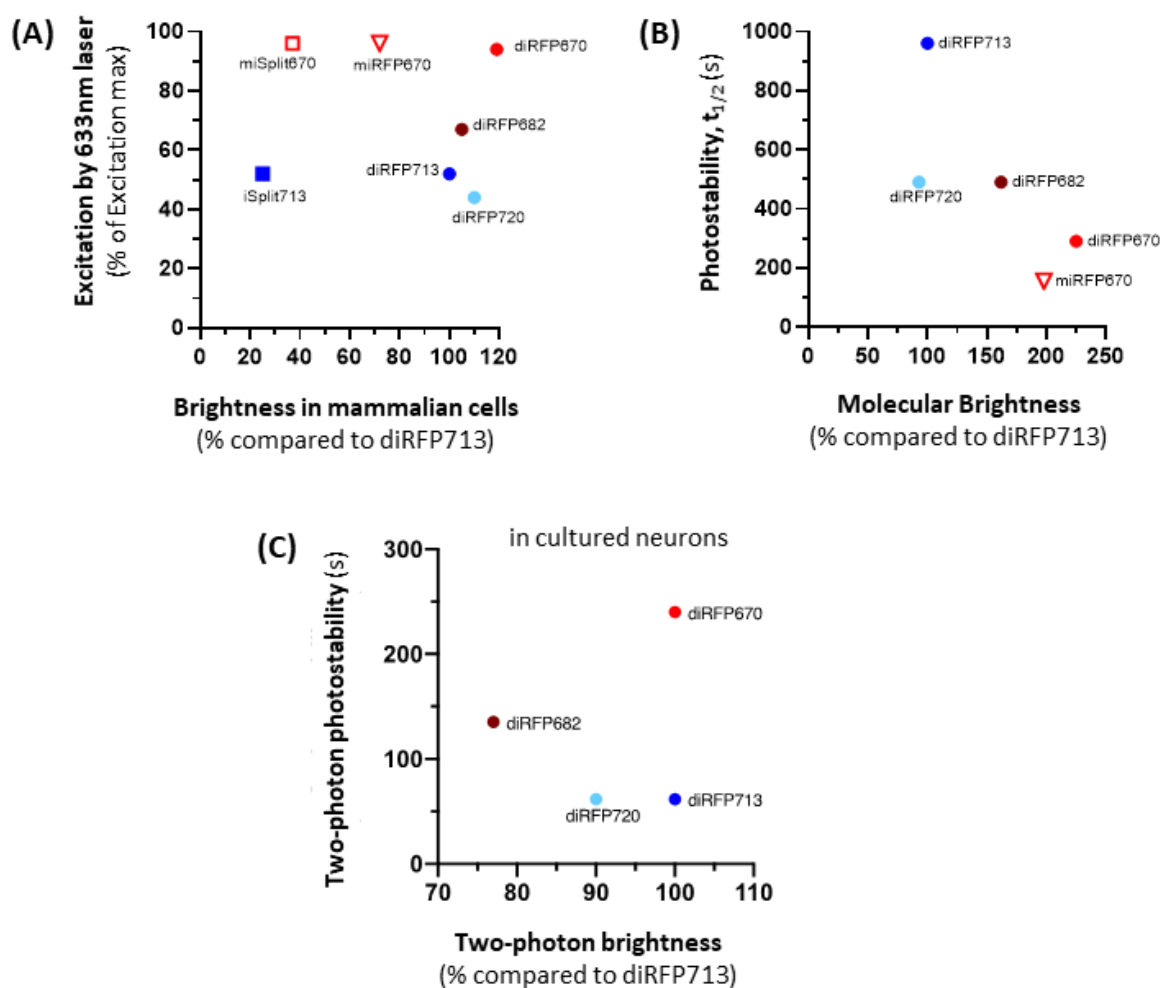 (A)
Excitation by 633nm laser
(% of Excitation max)
100
80
60
40
20
0
miSplit670
miRFP670
diRFP670
diRFP682
diRFP713
iSplit713
diRFP720
0 20 40 60 80 100 120
Brightness in mammalian cells
(% compared to diRFP713)
(B)
Photostability, t1/2 (s)
1000
800
600
400
200
0
diRFP713
diRFP720
diRFP682
diRFP670
miRFP670
0 50 100 150 200 250
Molecular Brightness
(% compared to diRFP713)
(C)
in cultured neurons
Two-photon photostability (s)
300
200
100
0
diRFP670
diRFP682
diRFP720
diRFP713
70 80 90 100 110
Two-photon brightness
(% compared to diRFP713)